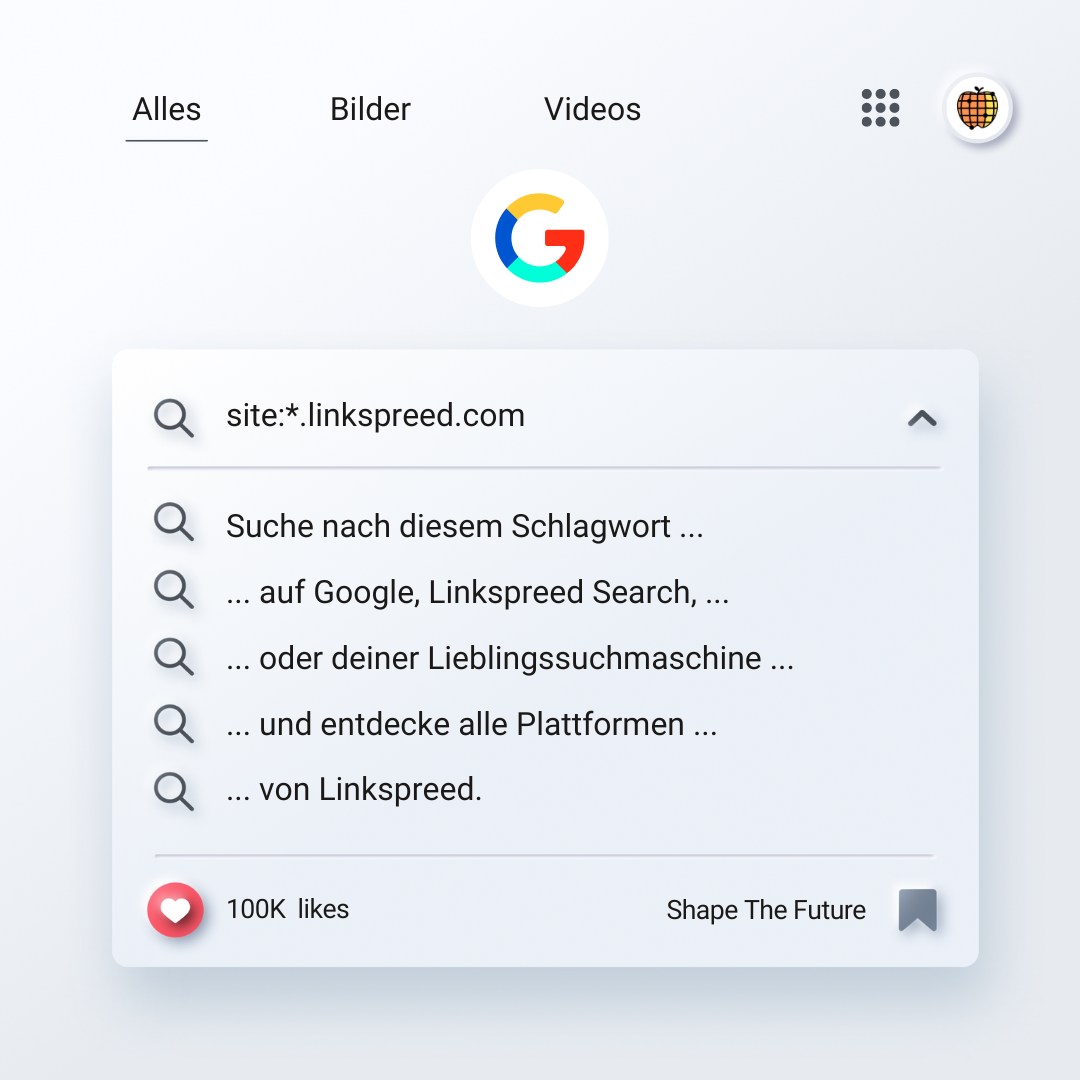 Alles Bilder Videos
site:*.linkspreed.com
Suche nach diesem Schlagwort ...
... auf Google, Linkspreed Search, ...
... oder deiner Lieblingssuchmaschine ...
... und entdecke alle Plattformen ...
... von Linkspreed.
100K likes Shape The Future